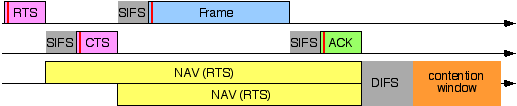 RTS SIFS Frame
SIFS CTS SIFS ACK
NAV (RTS) DIFS contention
window
NAV (RTS)